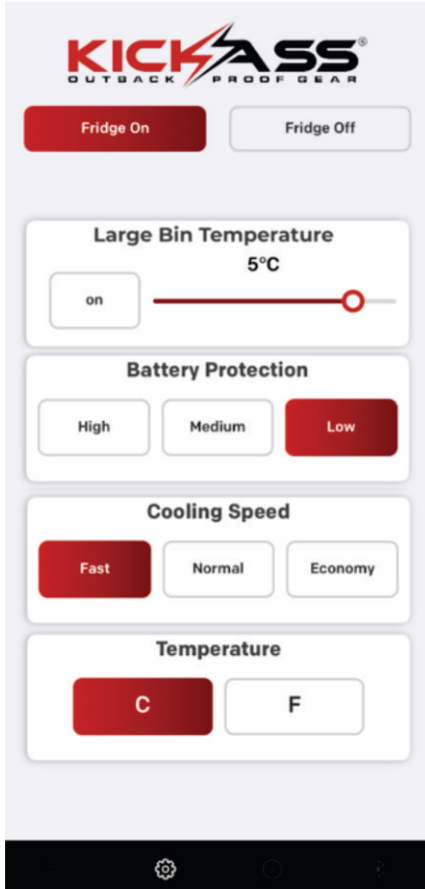 KICKASS®
OUTBACK PROOF GEAR
Fridge On Fridge Off
Large Bin Temperature
5°C
on
Battery Protection
High Medium Low
Cooling Speed
Fast Normal Economy
Temperature
C F